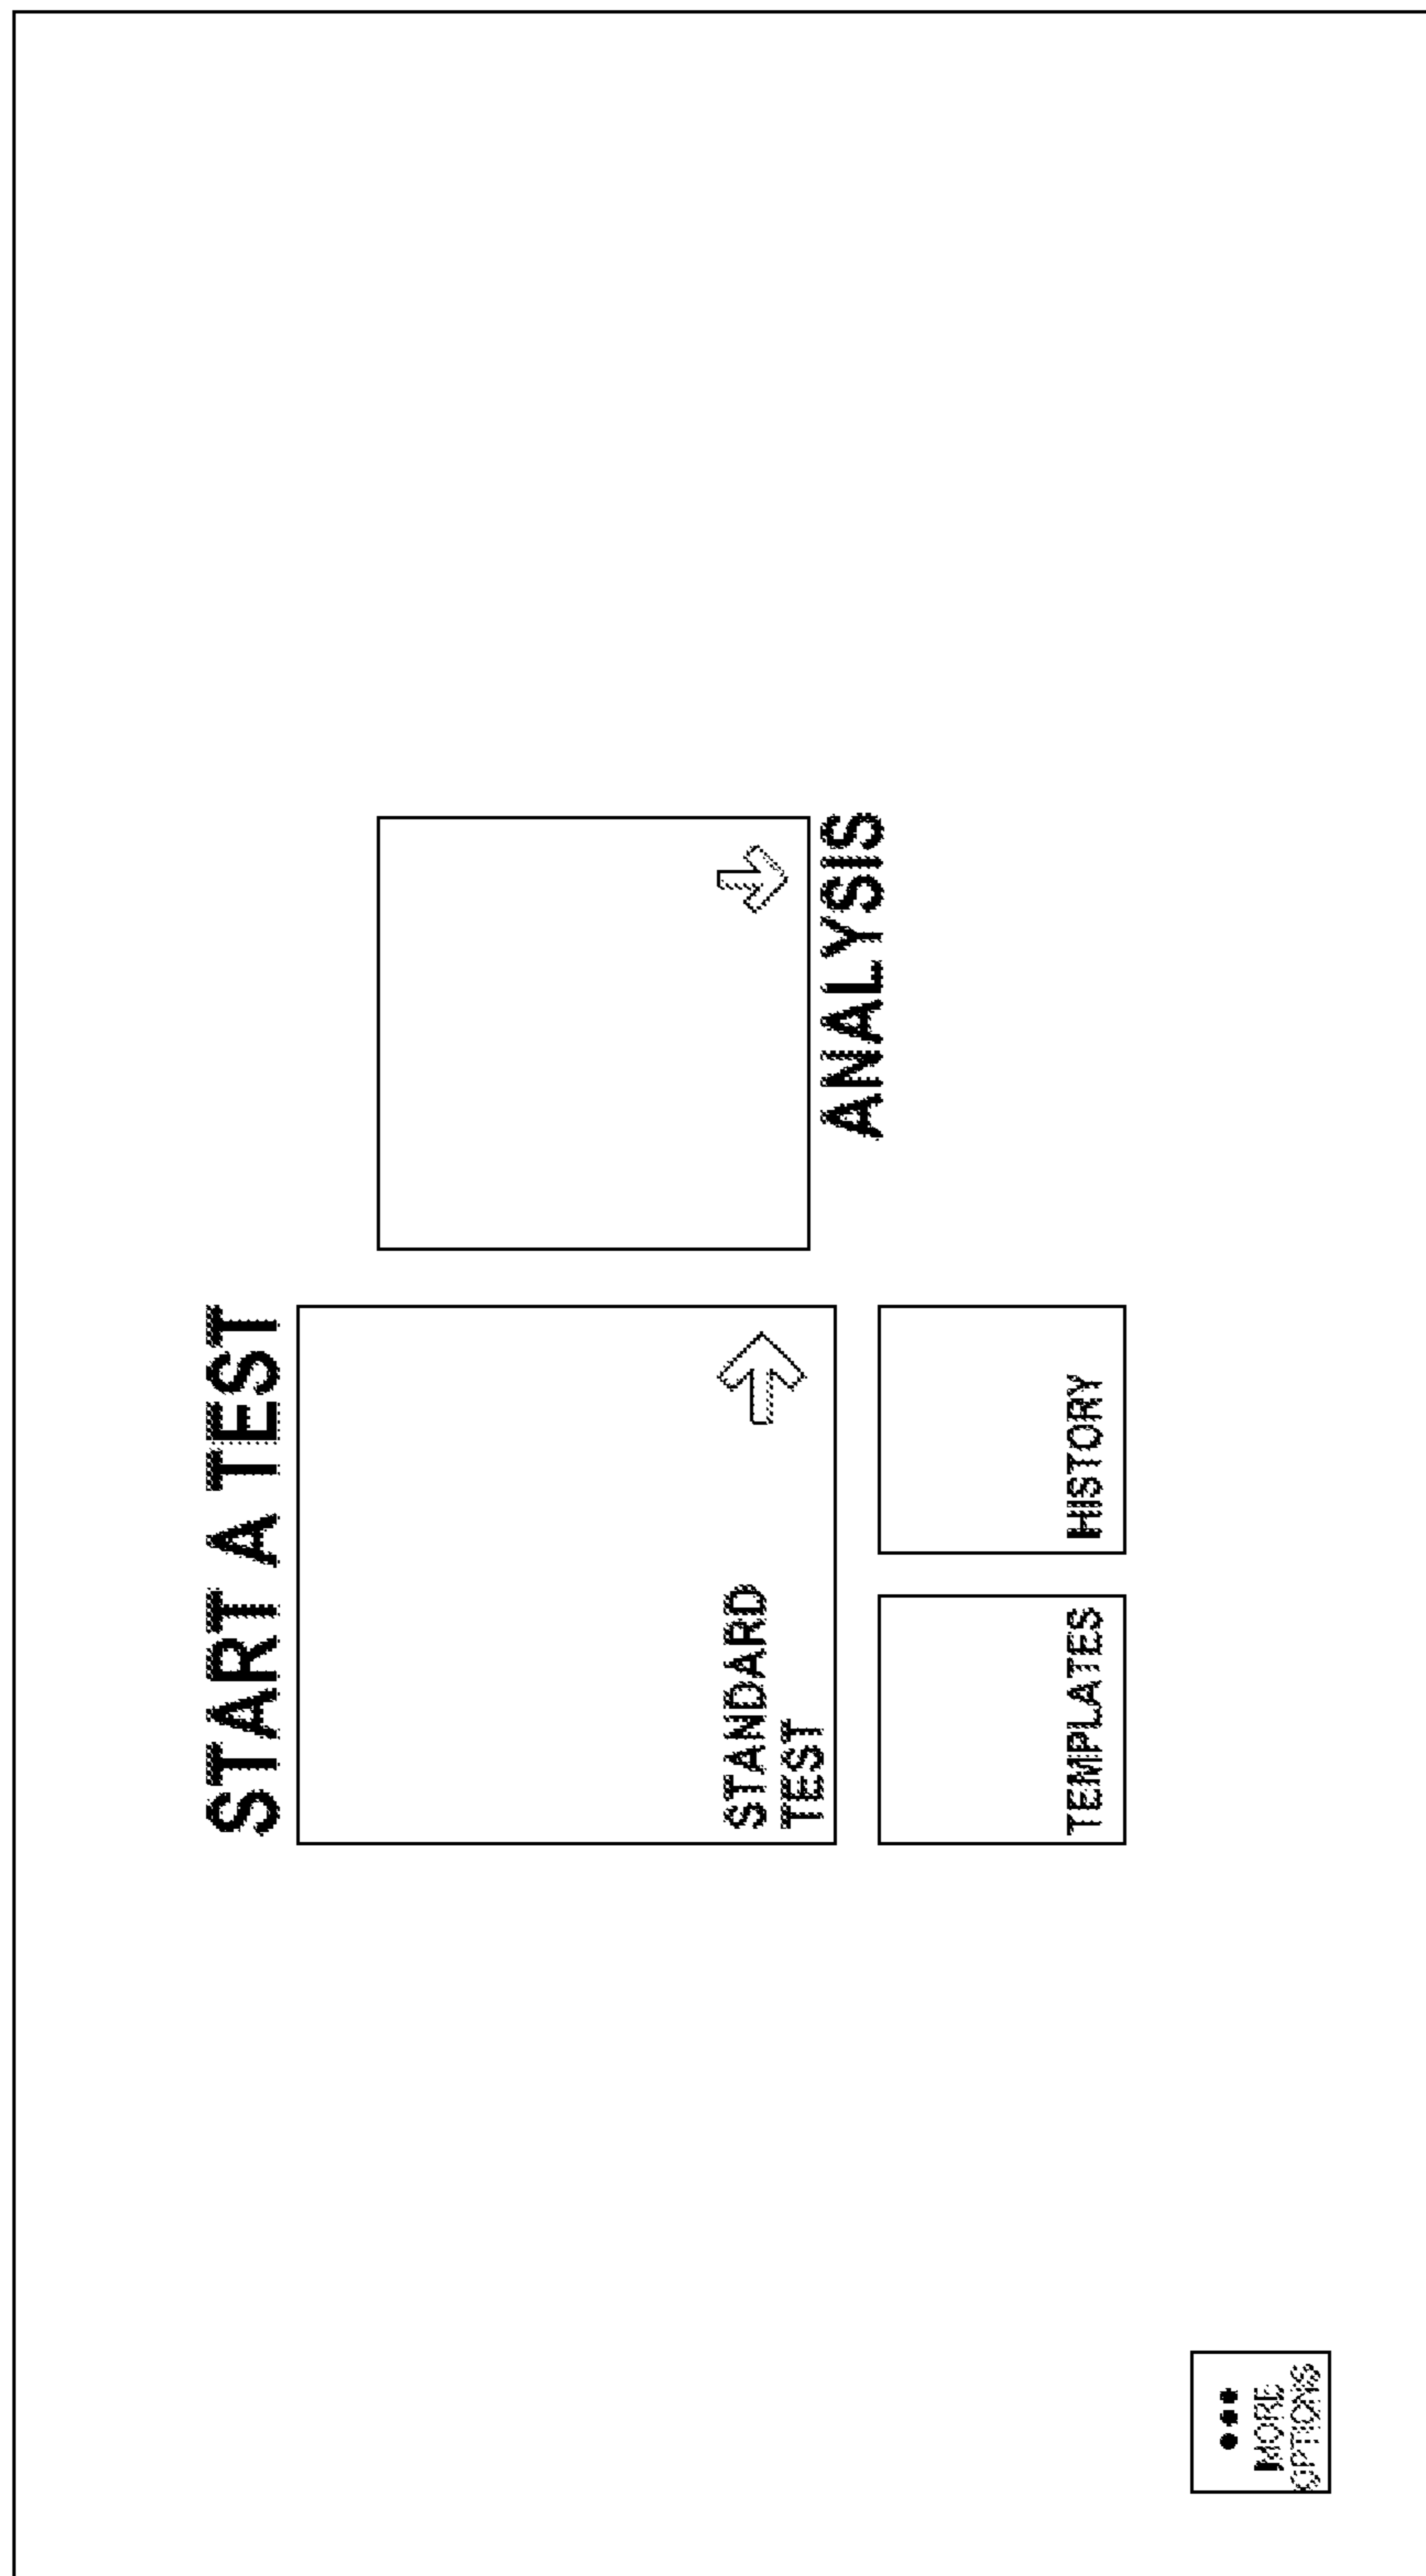 START A TEST
STANDARD
TEST
ANALYSIS
TEMPLATES
HISTORY
MORE
OPTIONS